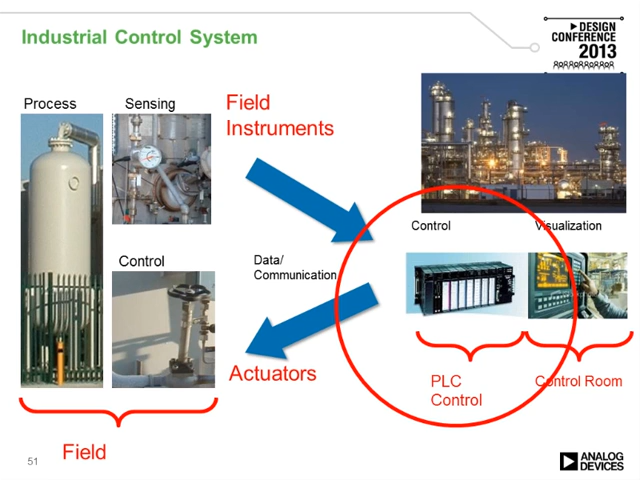 Industrial Control System
DESIGN
CONFERENCE
2013
Process
Sensing
Field
Instruments
Control
Visualization
Control
Data/
Communication
Actuators
PLC
Control
Control Room
Field
51
ANALOG
DEVICES